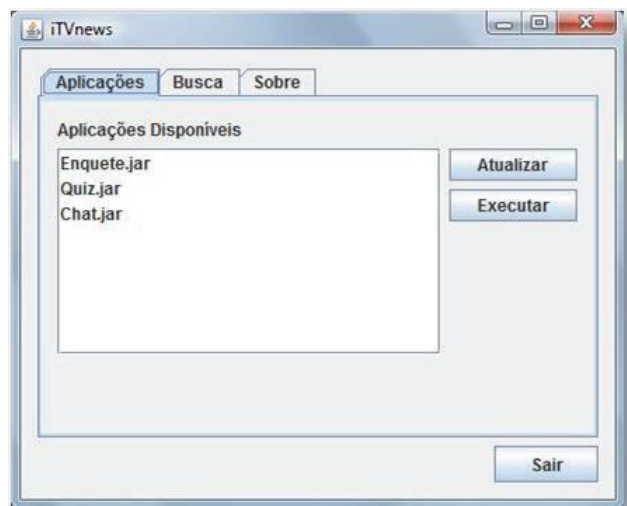 iTVnews
Aplicações Busca Sobre
Aplicações Disponíveis
Enquete.jar
Quiz.jar
Chat.jar
Atualizar
Executar
Sair